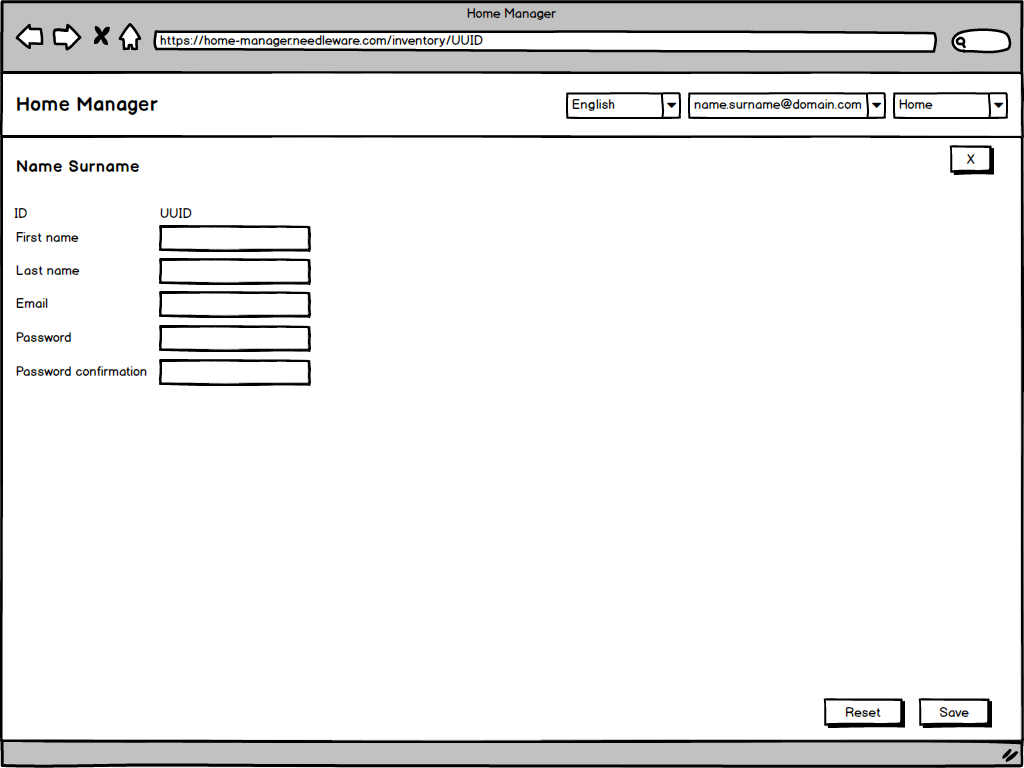 Home Manager
https://home-manager.needleware.com/inventory/UUID
Home Manager
English
name.surname@domain.com
Home
Name Surname
X
ID UUID
First name
Last name
Email
Password
Password confirmation
Reset
Save